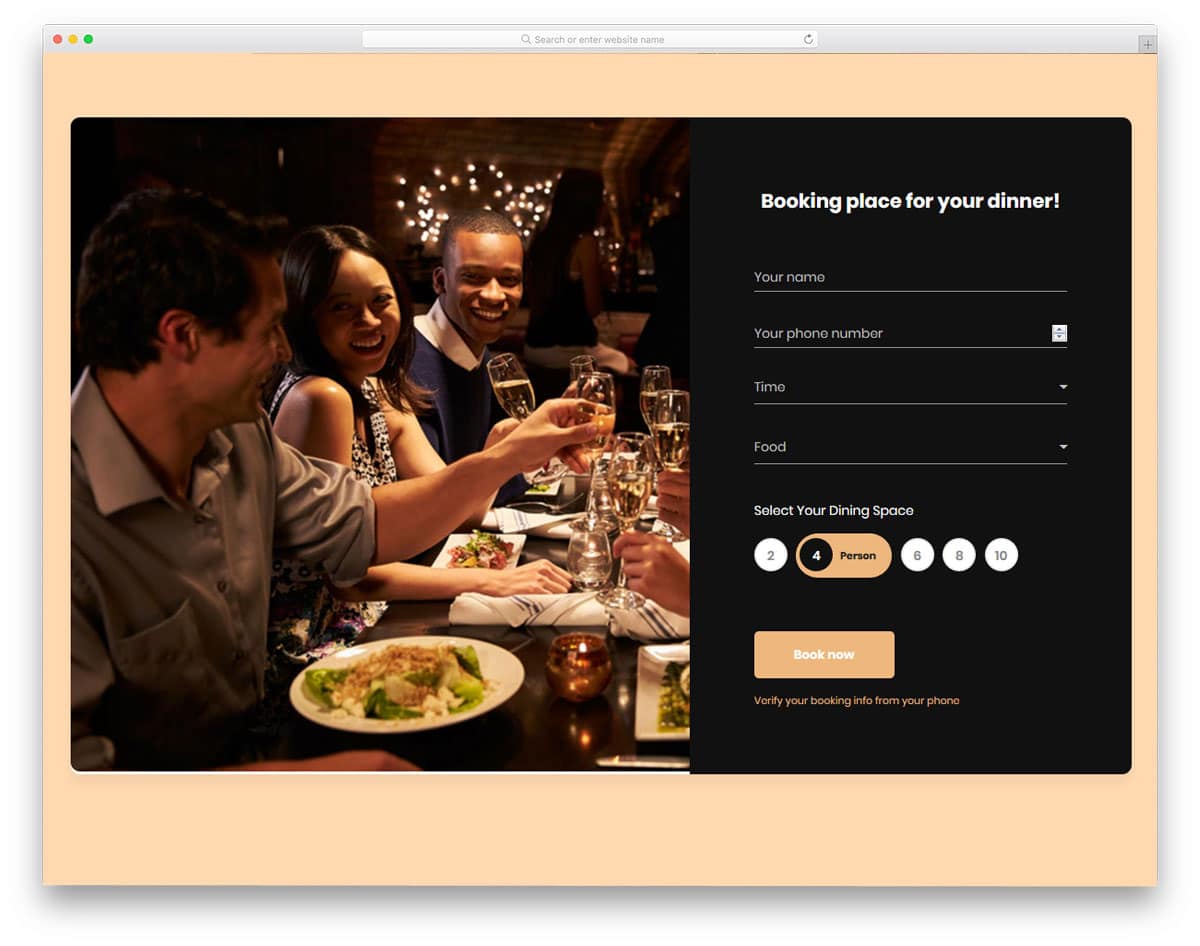 Search or enter website name
Booking place for your dinner!
Your name
Your phone number
Time
Food
Select Your Dining Space
2 4 Person 6 8 10
Book now
Verify your booking info from your phone